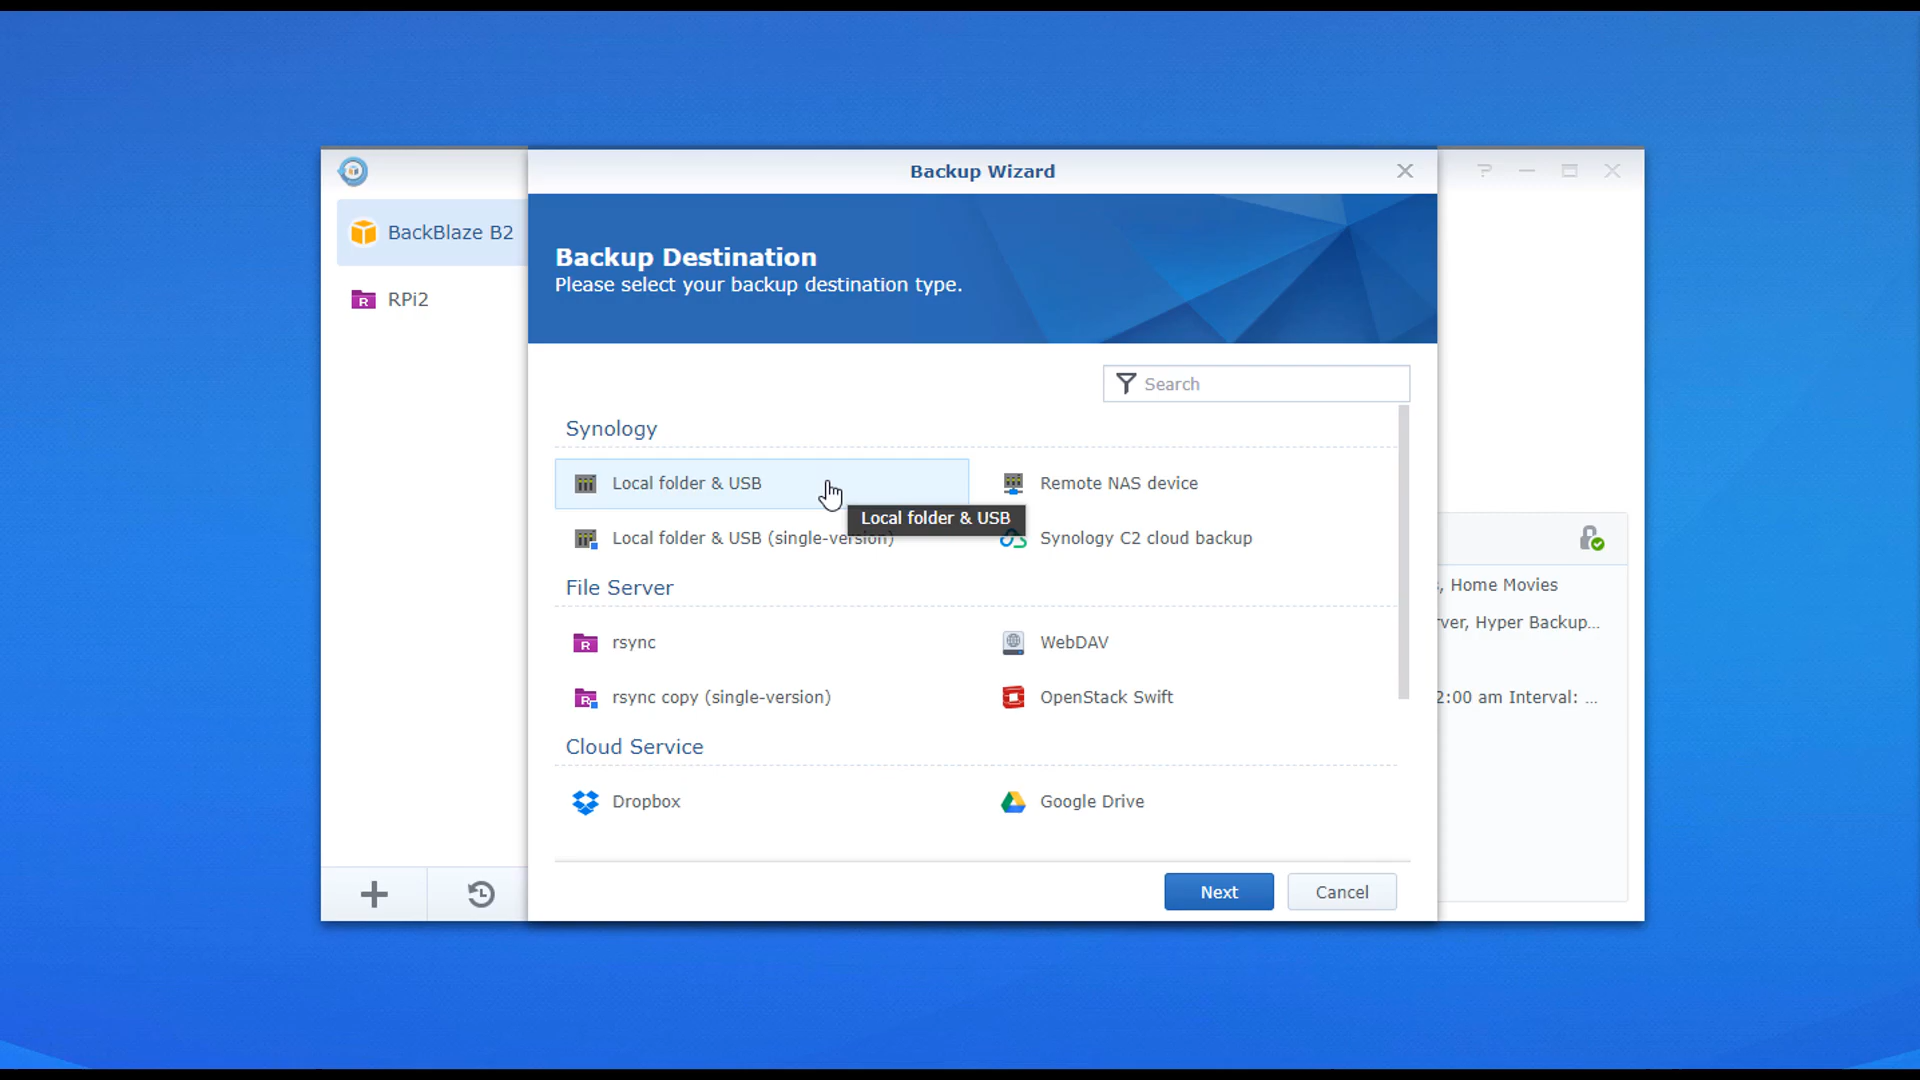 Backup Wizard
BackBlaze B2
RPi2
Backup Destination
Please select your backup destination type.
Search
Synology
Local folder & USB
Remote NAS device
Local folder & USB
Local folder & USB (single-version)
Synology C2 cloud backup
File Server
rsync
WebDAV
rsync copy (single-version)
OpenStack Swift
Cloud Service
Dropbox
Google Drive
Next
Cancel
, Home Movies
rver, Hyper Backup...
2:00 am Interval: ...